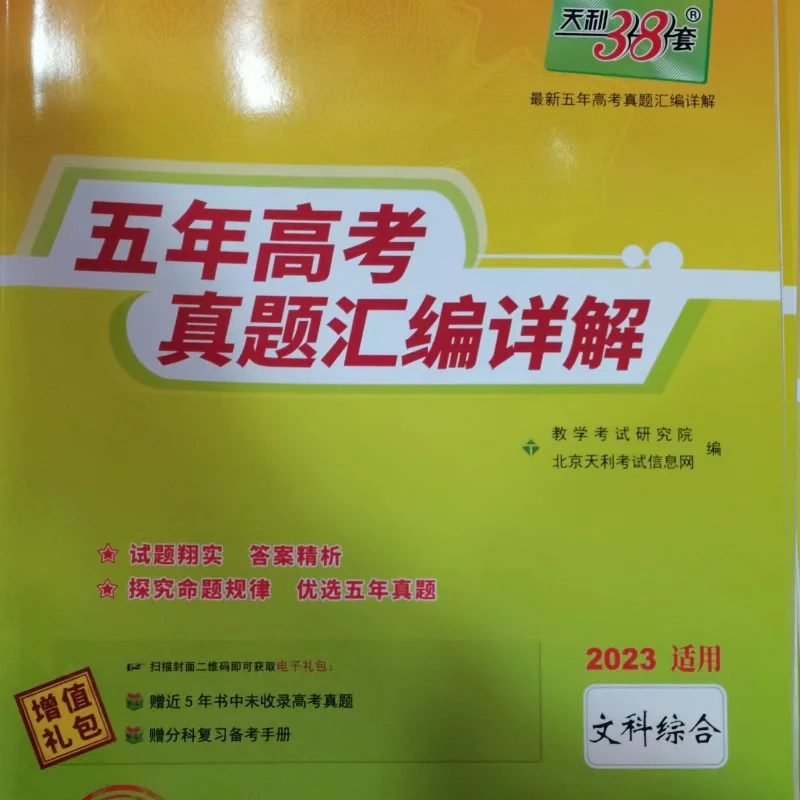 天利38套®
最新五年高考真题汇编详解
五年高考
真题汇编详解
教学考试研究院
北京天利考试信息网
编
试题翔实 答案精析
探究命题规律 优选五年真题
增值
礼包
扫描封面二维码即可获取电子礼包：
赠近5年书中未收录高考真题
赠分科复习备考手册
2023 适用
文科综合